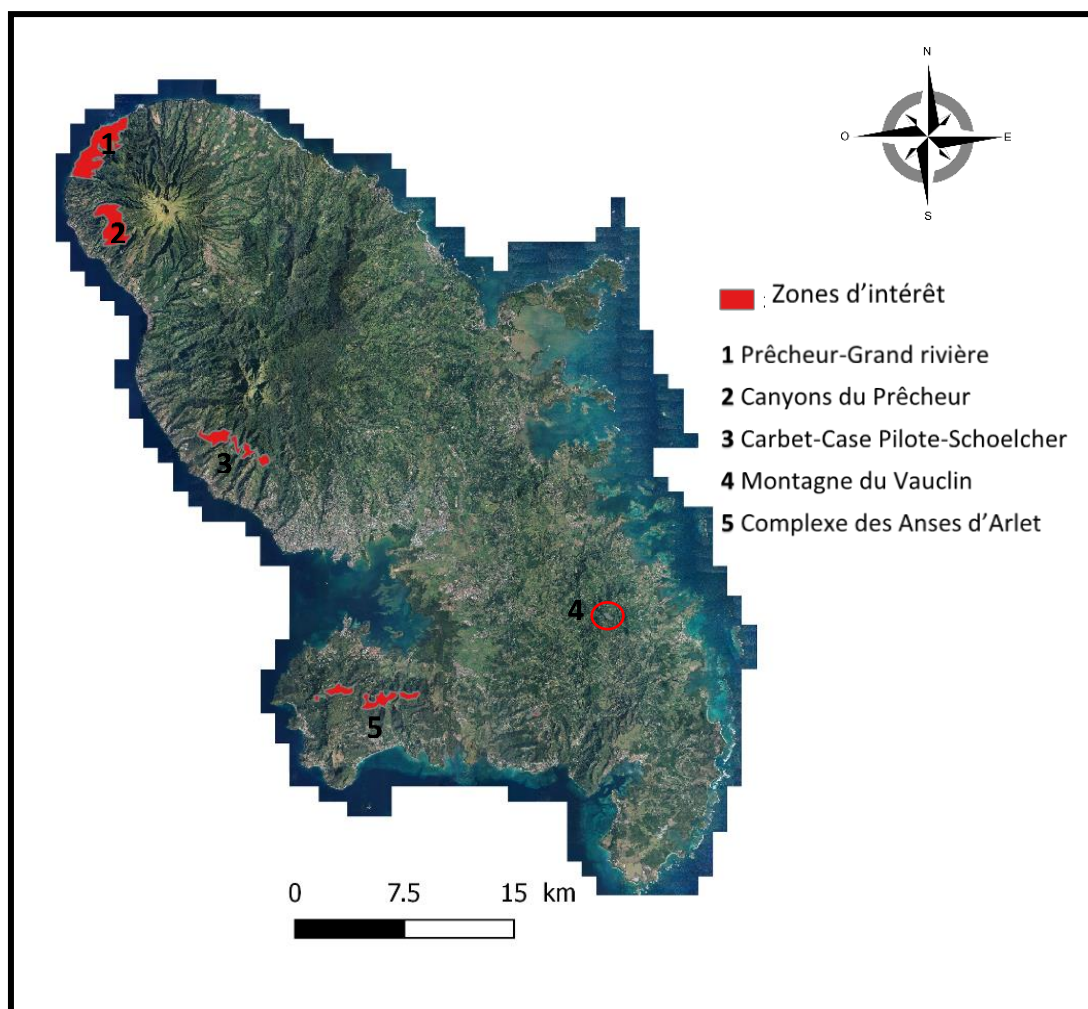 N
O
E
S
1
2
: Zones d'intérêt
1 Prêcheur-Grand rivière
2 Canyons du Prêcheur
3 Carbet-Case Pilote-Schoelcher
4 Montagne du Vauclin
5 Complexe des Anses d'Arlet
3
4
5
0 7.5 15 km